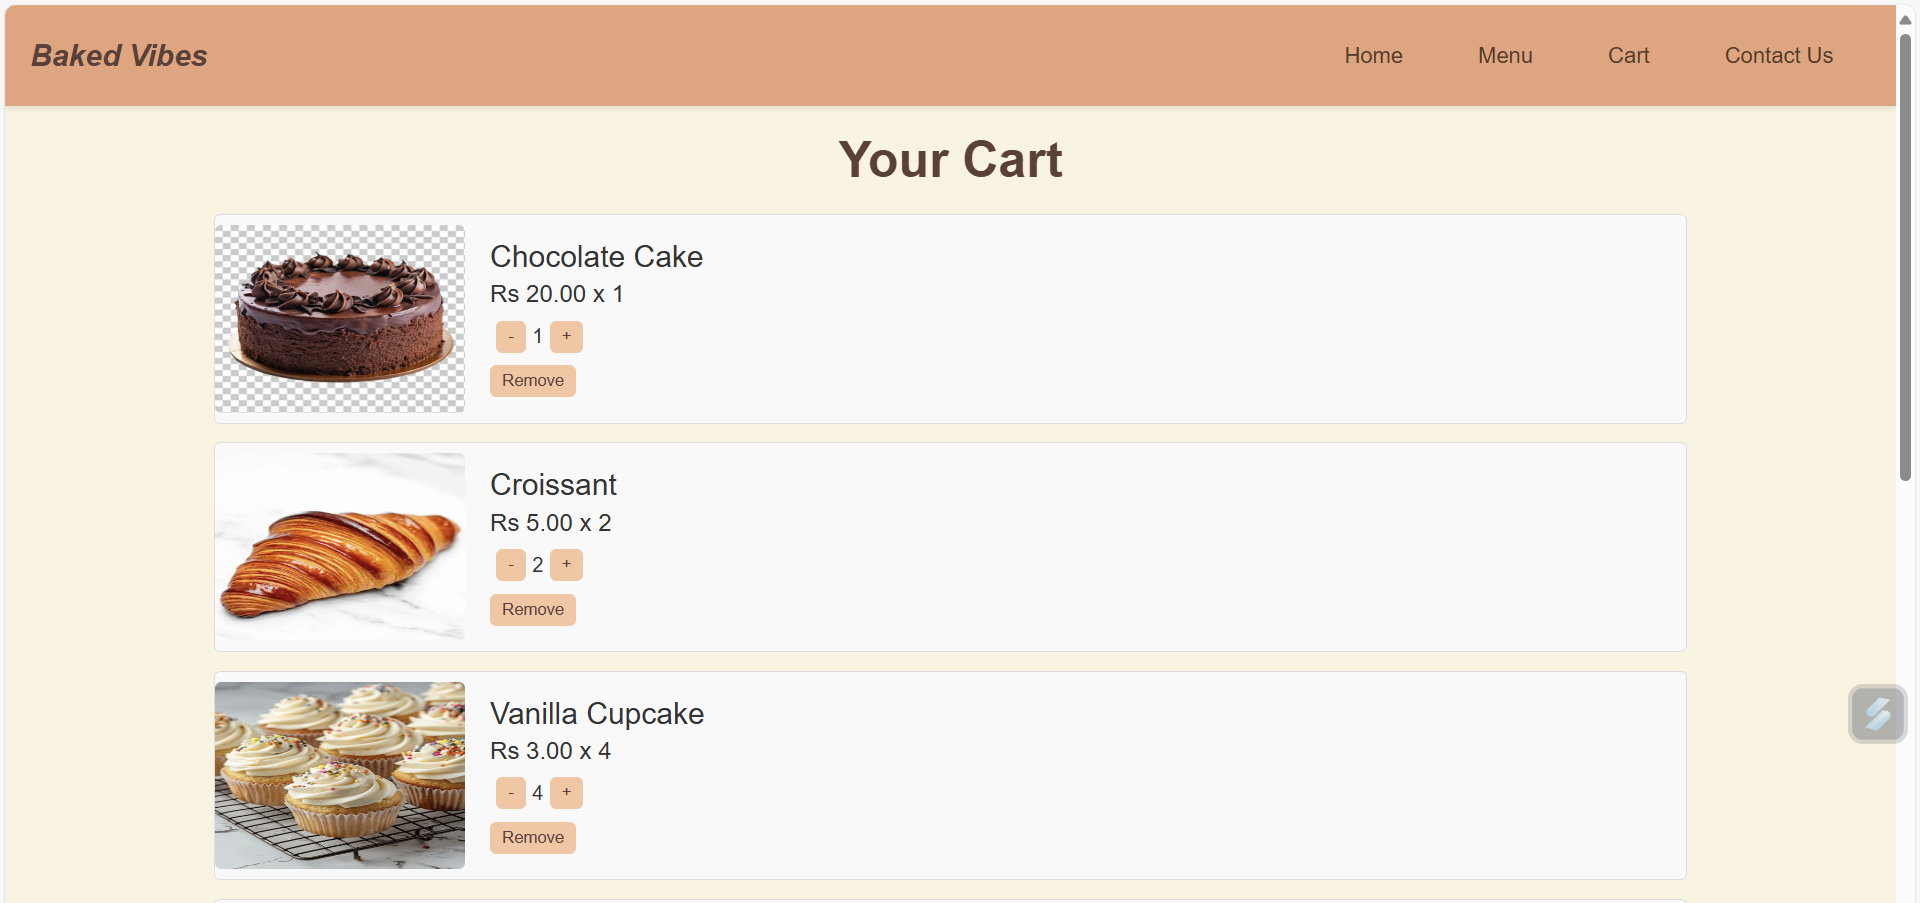 Baked Vibes
Home Menu Cart Contact Us
Your Cart
Chocolate Cake
Rs 20.00 x 1
- 1 +
Remove
Croissant
Rs 5.00 x 2
- 2 +
Remove
Vanilla Cupcake
Rs 3.00 x 4
- 4 +
Remove